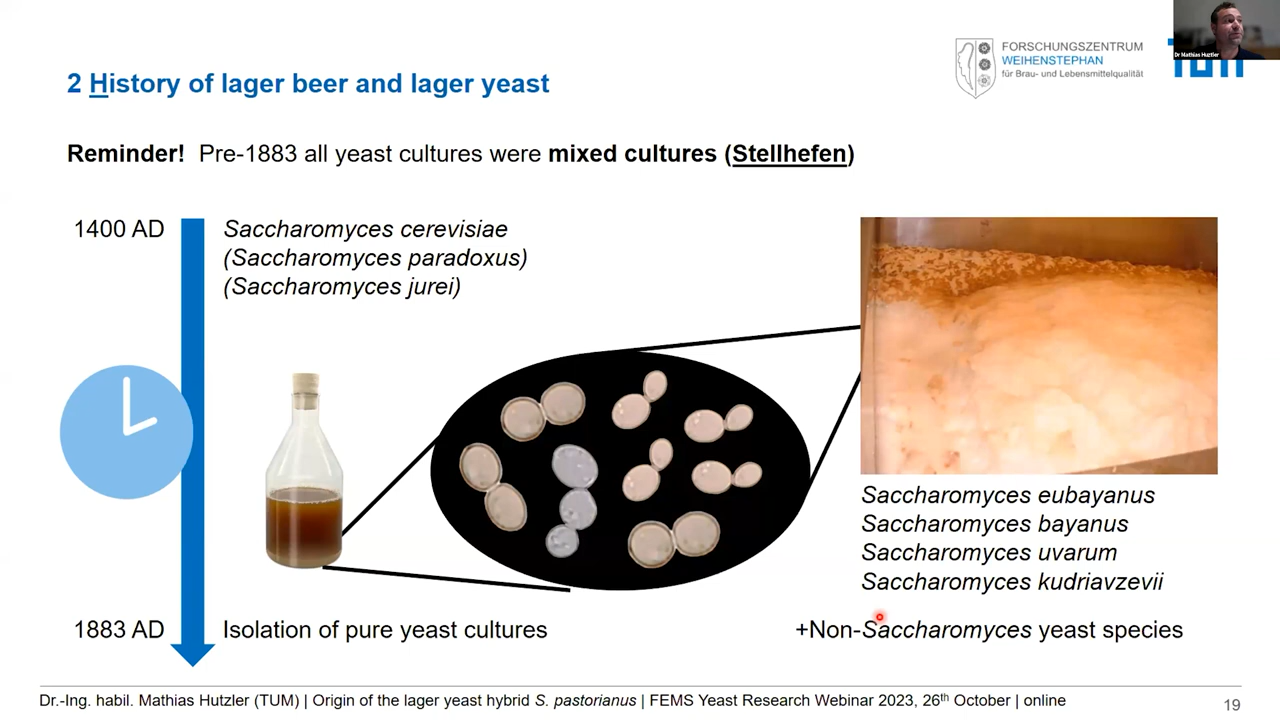 Dr Mathias Hutzler
FORSCHUNGSZENTRUM
WEIHENSTEPHAN
für Brau- und Lebensmittelqualität
2 History of lager beer and lager yeast
Reminder! Pre-1883 all yeast cultures were mixed cultures (Stellhefen)
1400 AD
Saccharomyces cerevisiae
(Saccharomyces paradoxus)
(Saccharomyces jurei)
Saccharomyces eubayanus
Saccharomyces bayanus
Saccharomyces uvarum
Saccharomyces kudriavzevii
1883 AD
Isolation of pure yeast cultures
+Non-Saccharomyces yeast species
Dr.-Ing. habil. Mathias Hutzler (TUM) | Origin of the lager yeast hybrid S. pastorianus | FEMS Yeast Research Webinar 2023, 26th October | online
19